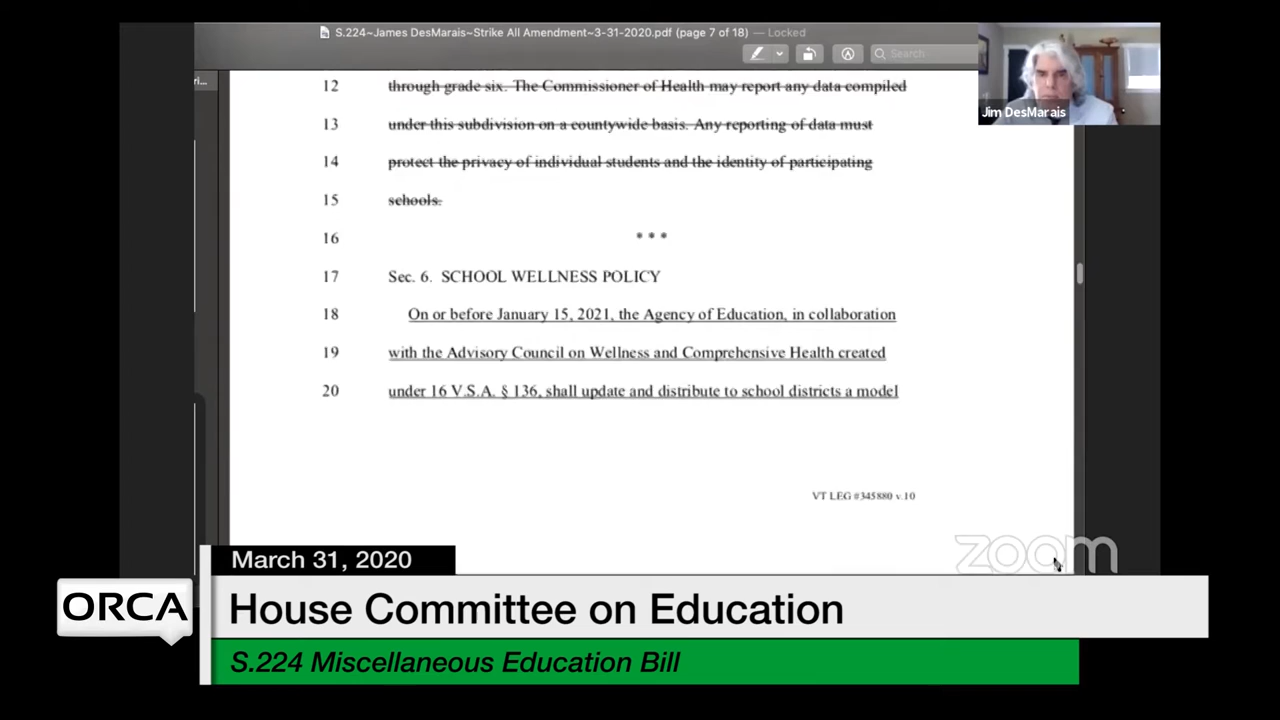 S.224~James DesMarais~Strike All Amendment~3-31-2020.pdf (page 7 of 18) — Locked
Search
ri...
Jim DesMarais
12 through grade six. The Commissioner of Health may report any data compiled
13 under this subdivision on a countywide basis. Any reporting of data must
14 protect the privacy of individual students and the identity of participating
15 schools.
16 * * *
17 Sec. 6. SCHOOL WELLNESS POLICY
18 On or before January 15, 2021, the Agency of Education, in collaboration
19 with the Advisory Council on Wellness and Comprehensive Health created
20 under 16 V.S.A. § 136, shall update and distribute to school districts a model
VT LEG #345880 v.10
zoom
March 31, 2020
ORCA
House Committee on Education
S.224 Miscellaneous Education Bill